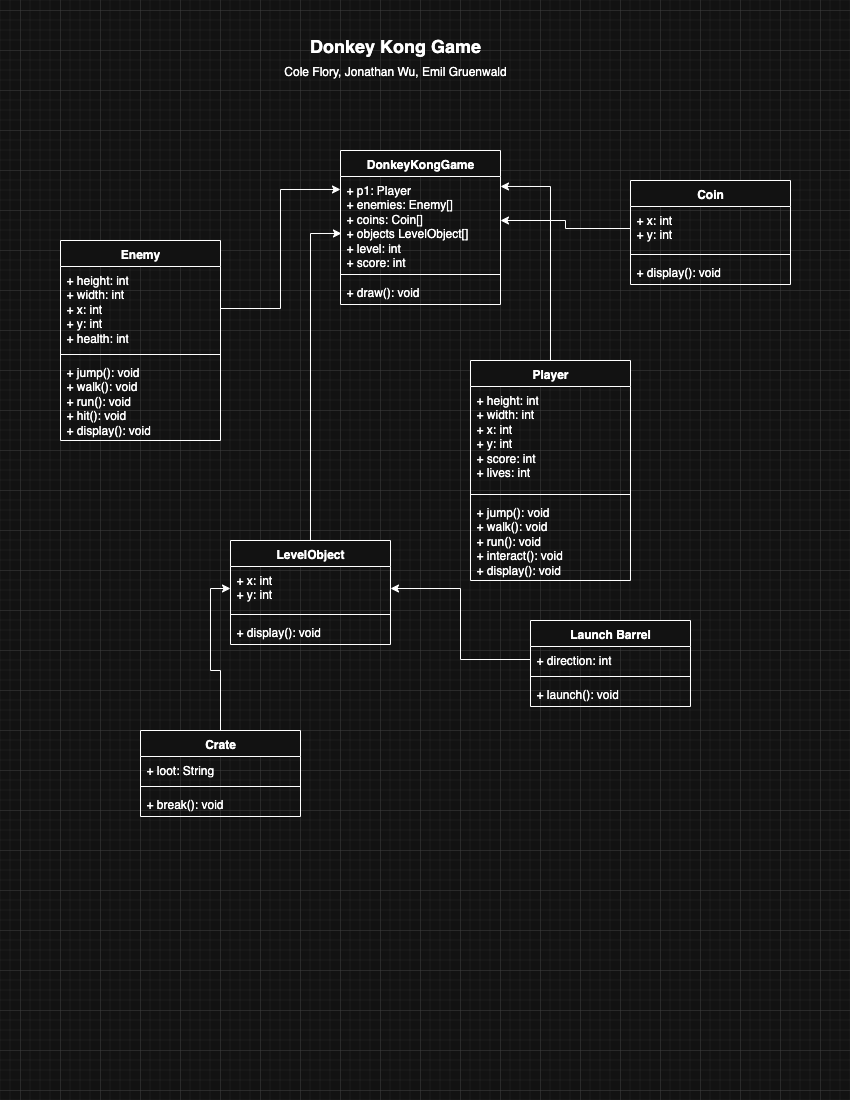 Donkey Kong Game
Cole Flory, Jonathan Wu, Emil Gruenwald
DonkeyKongGame
+ p1: Player
+ enemies: Enemy[]
+ coins: Coin[]
+ objects LevelObject[]
+ level: int
+ score: int
+ draw(): void
Coin
+ x: int
+ y: int
+ display(): void
Enemy
+ height: int
+ width: int
+ x: int
+ y: int
+ health: int
+ jump(): void
+ walk(): void
+ run(): void
+ hit(): void
+ display(): void
Player
+ height: int
+ width: int
+ x: int
+ y: int
+ score: int
+ lives: int
+ jump(): void
+ walk(): void
+ run(): void
+ interact(): void
+ display(): void
LevelObject
+ x: int
+ y: int
+ display(): void
Launch Barrel
+ direction: int
+ launch(): void
Crate
+ loot: String
+ break(): void